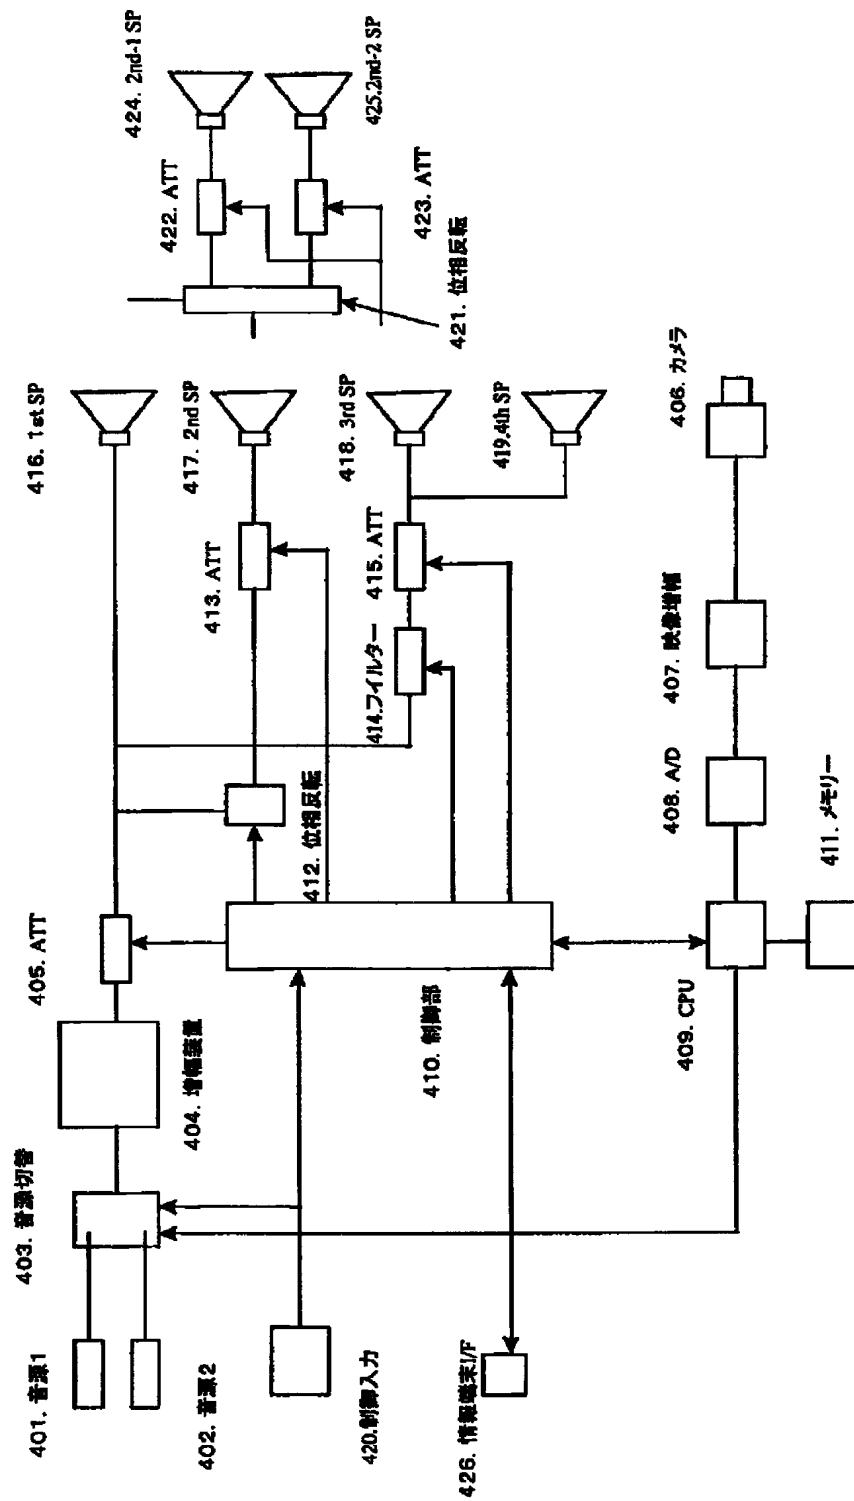 401. 音源1
402. 音源2
403. 音源切替
404. 増幅装置
405. ATT
416. 1st SP
417. 2nd SP
413. ATT
412. 位相反転
414.フイルター
415. ATT
418. 3rd SP
419.4th SP
420.制御入力
410. 制御部
426. 情報端末I/F
409. CPU
408. A/D
407. 映像増幅
406. カメラ
411. メモリー
424. 2nd-1 SP
422. ATT
425.2nd-2 SP
423. ATT
421. 位相反転